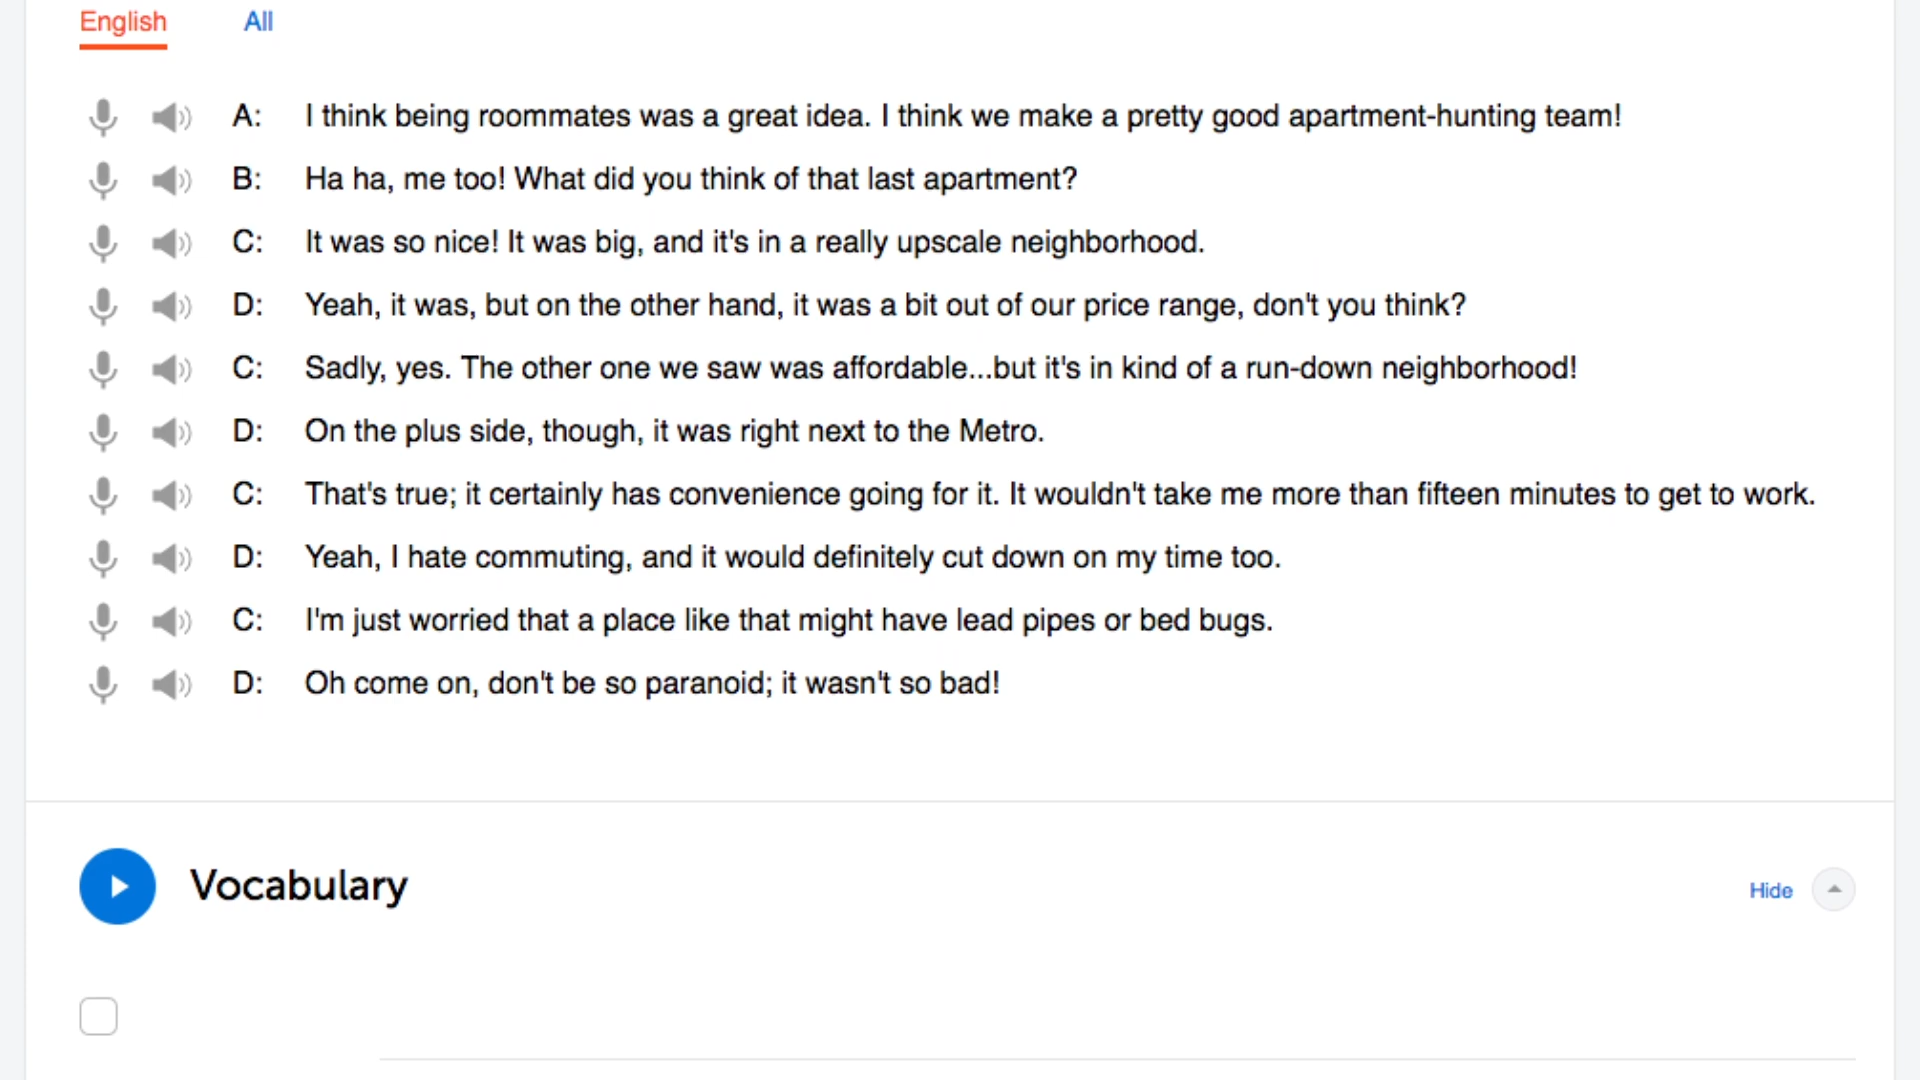 English All
A: I think being roommates was a great idea. I think we make a pretty good apartment-hunting team!
B: Ha ha, me too! What did you think of that last apartment?
C: It was so nice! It was big, and it's in a really upscale neighborhood.
D: Yeah, it was, but on the other hand, it was a bit out of our price range, don't you think?
C: Sadly, yes. The other one we saw was affordable...but it's in kind of a run-down neighborhood!
D: On the plus side, though, it was right next to the Metro.
C: That's true; it certainly has convenience going for it. It wouldn't take me more than fifteen minutes to get to work.
D: Yeah, I hate commuting, and it would definitely cut down on my time too.
C: I'm just worried that a place like that might have lead pipes or bed bugs.
D: Oh come on, don't be so paranoid; it wasn't so bad!
Vocabulary Hide